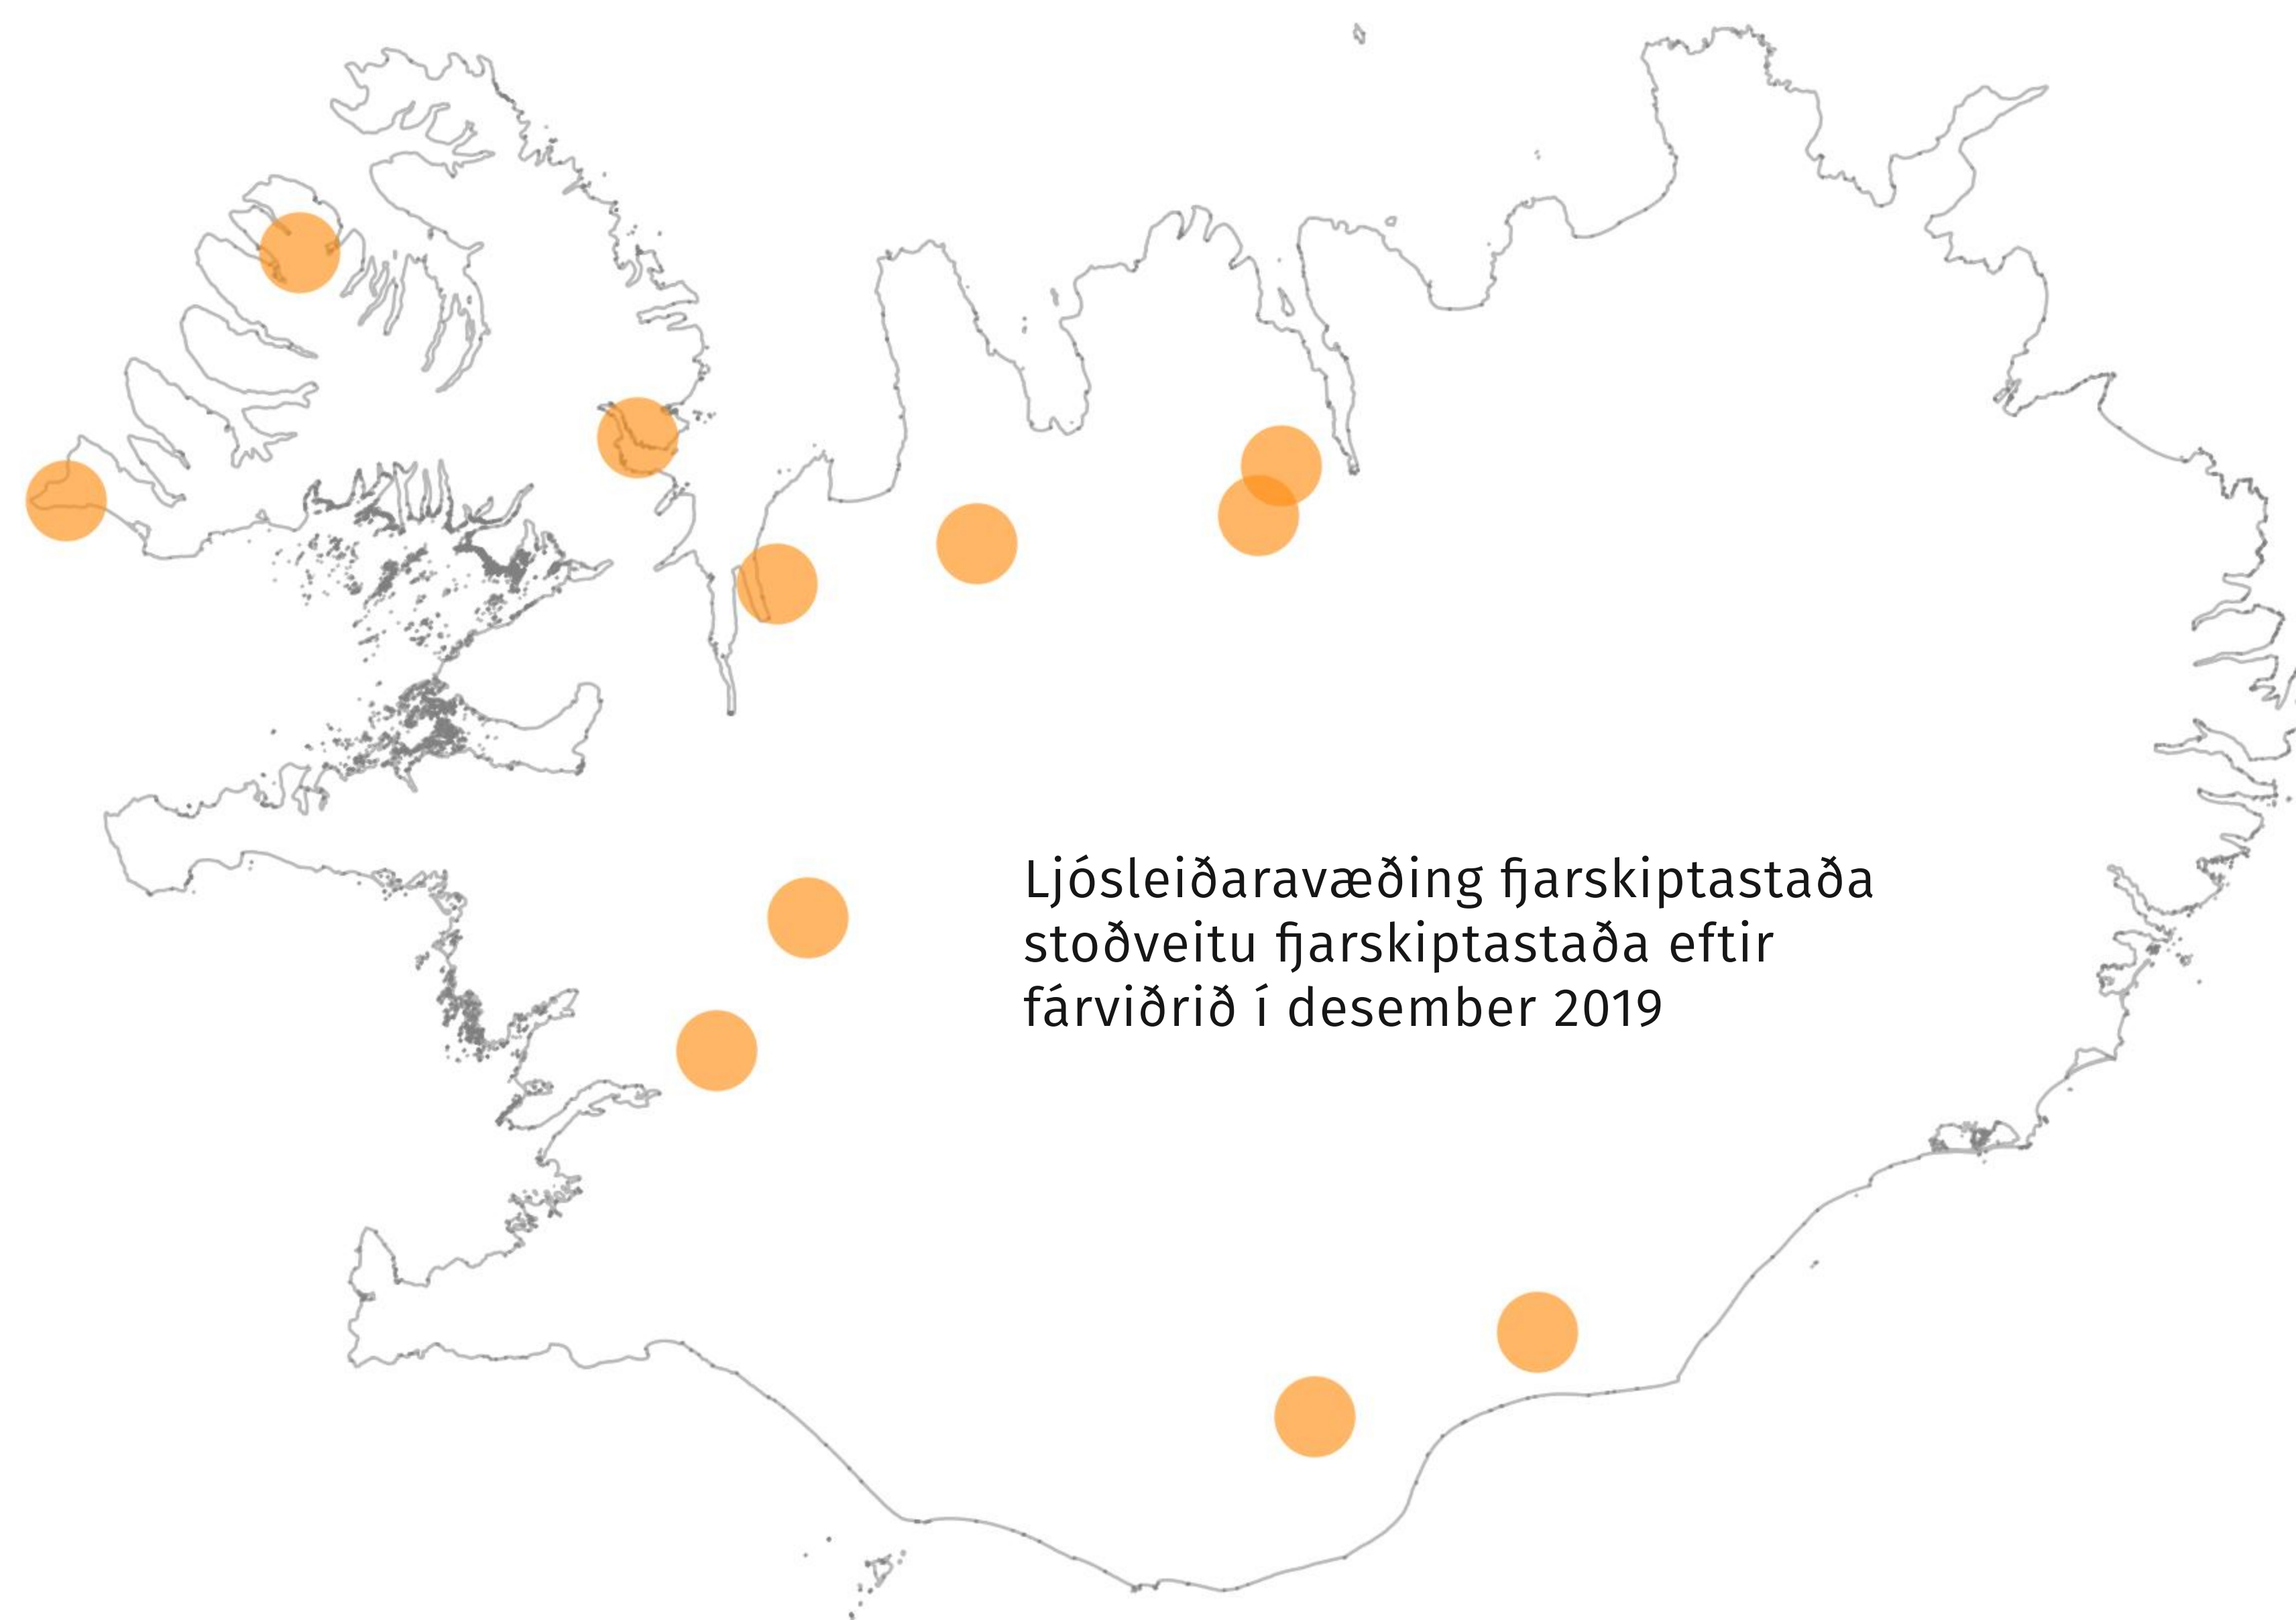 Ljósleiðaravæðing fjarskiptastaða
stoðveitu fjarskiptastaða eftir
fárviðrið í desember 2019